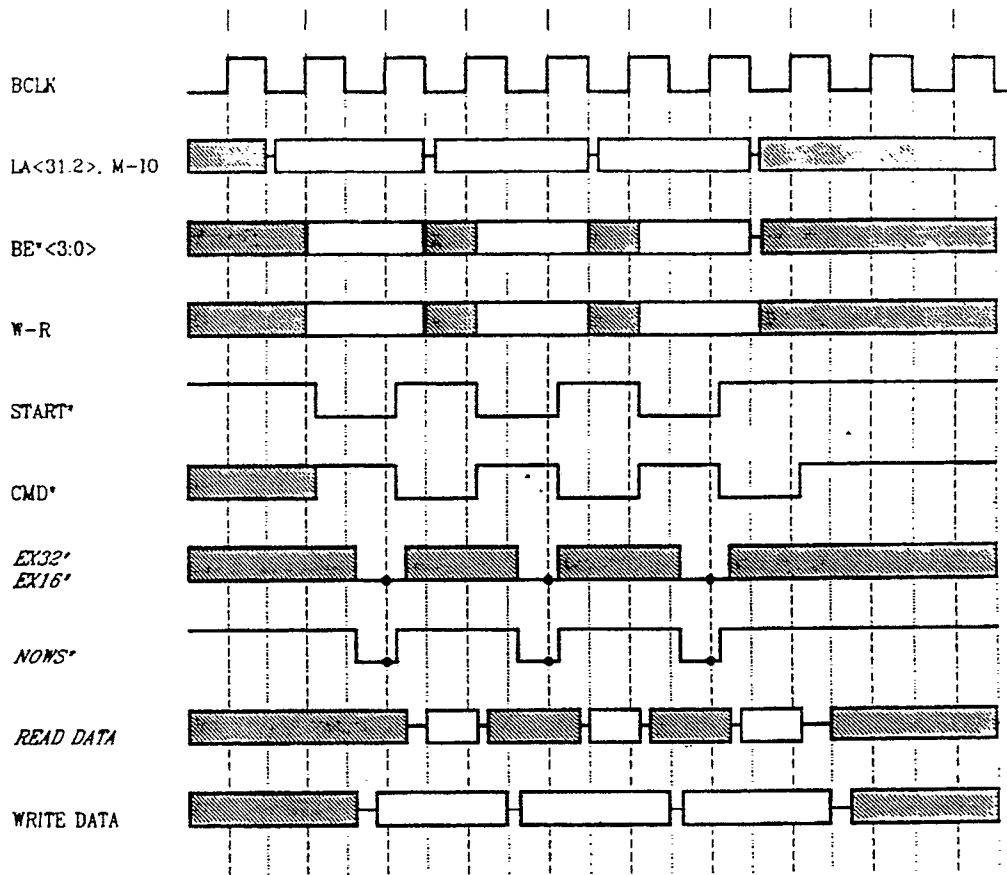 BCLK
LA<31.2>, M-IO
BE*<3:0>
W-R
START*
CMD*
EX32*
EX16*
NOWS*
READ DATA
WRITE DATA